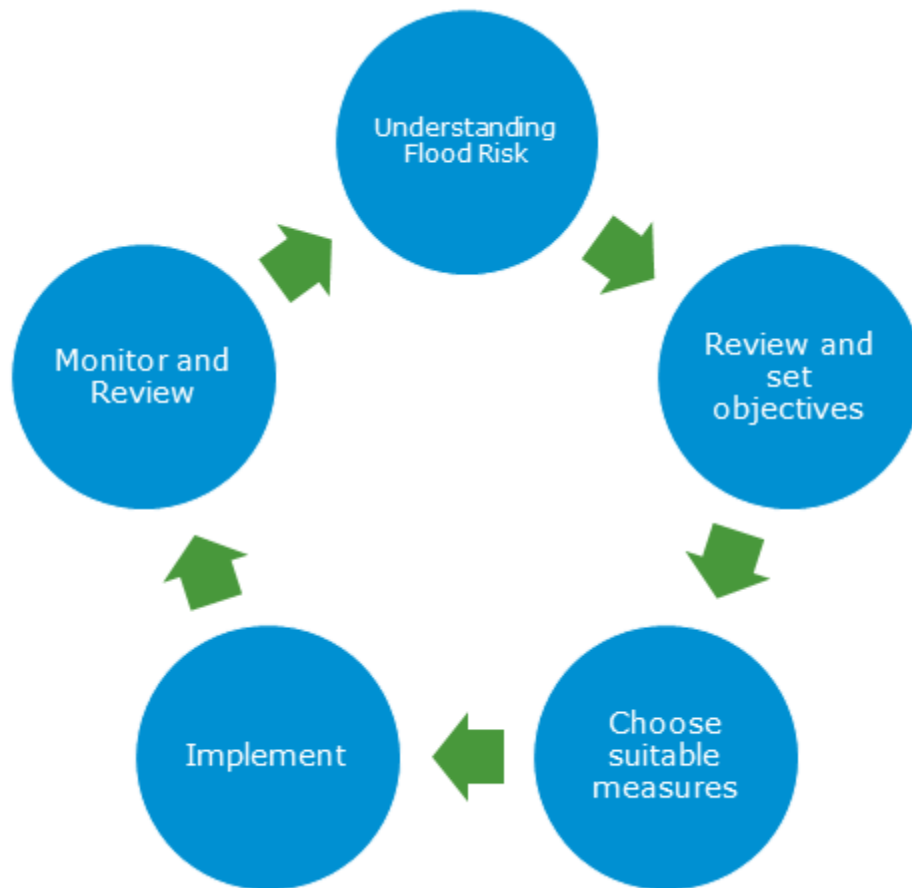 Understanding
Flood Risk
Review and
set
objectives
Choose
suitable
measures
Implement
Monitor and
Review